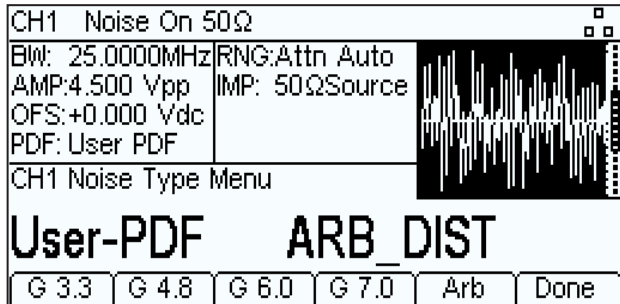 CH1 Noise On 50Ω
BW: 25.0000MHz RNG:Attn Auto
AMP:4.500 Vpp IMP: 50ΩSource
OFS:+0.000 Vdc
PDF: User PDF
CH1 Noise Type Menu
User-PDF ARB_DIST
G 3.3 G 4.8 G 6.0 G 7.0 Arb Done